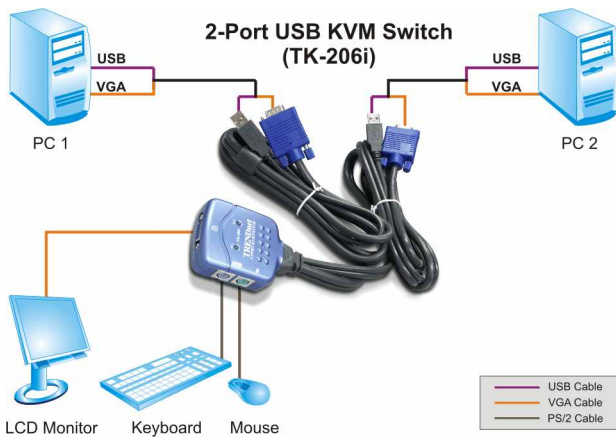 2-Port USB KVM Switch
(TK-206i)
USB
VGA
PC 1
USB
VGA
PC 2
TRENDnet
LCD Monitor
Keyboard
Mouse
USB Cable
VGA Cable
PS/2 Cable